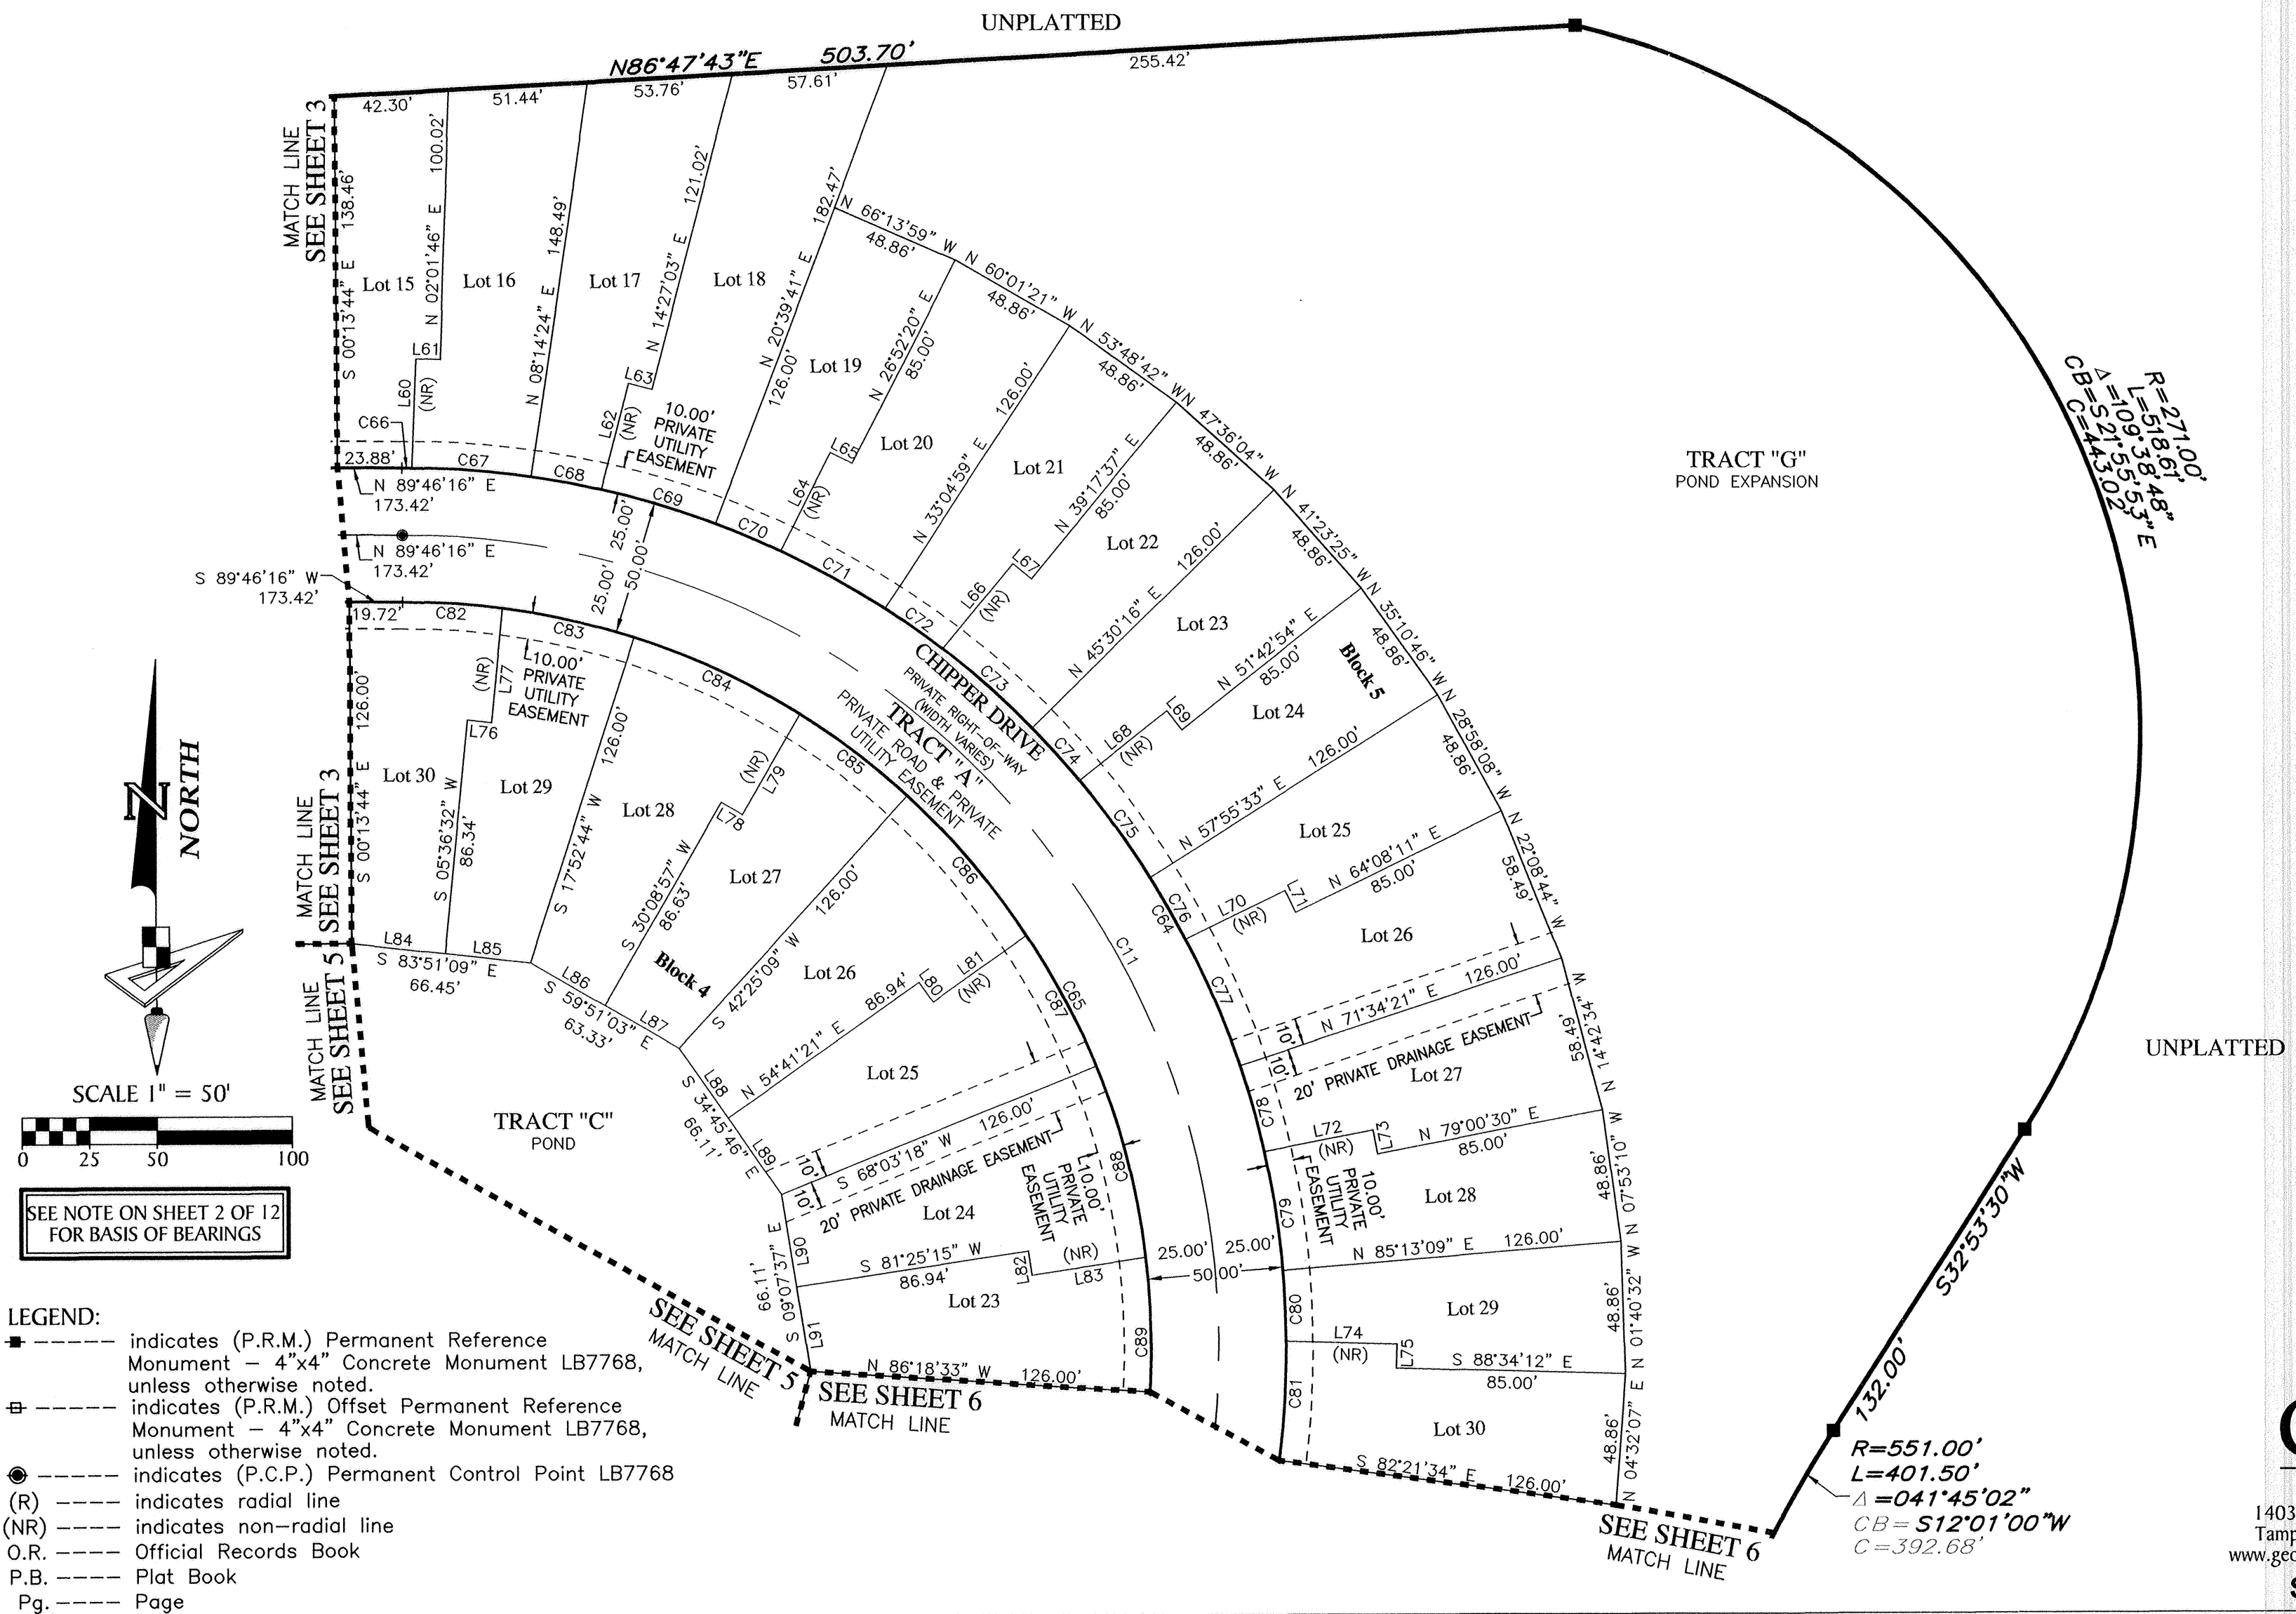 UNPLATTED
N86°47'43"E 503.70'
42.30'
51.44'
53.76'
57.61'
255.42'
MATCH LINE
SEE SHEET 3
S 00°13'44" E 138.46'
Lot 15
N 02°01'46" E 100.02'
Lot 16
N 08°14'24" E 148.49'
Lot 17
N 14°27'03" E 121.02'
Lot 18
182.47'
N 20°39'41" E
126.00'
L60
(NR)
L61
L62
(NR)
L63
10.00'
PRIVATE
UTILITY
EASEMENT
C66
23.88'
C67
C68
C69
C70
C71
C72
C73
C74
C75
C76
C64
C77
C78
C79
C80
C81
N 89°46'16" E
173.42'
N 89°46'16" E
173.42'
S 89°46'16" W
173.42'
19.72'
25.00'
25.00'
50.00'
N 66°13'59" W
48.86'
N 60°01'21" W
48.86'
N 53°48'42" W
48.86'
N 47°36'04" W
48.86'
N 41°23'25" W
48.86'
N 35°10'46" W
48.86'
N 28°58'08" W
48.86'
N 22°08'44" W
58.49'
N 14°42'34" W
58.49'
N 07°53'10" W
48.86'
N 01°40'32" W
48.86'
N 04°32'07" E
48.86'
Lot 19
N 26°52'20" E
85.00'
L65
L64
(NR)
Lot 20
N 33°04'59" E
126.00'
Lot 21
N 39°17'37" E
85.00'
L67
L66
(NR)
Lot 22
N 45°30'16" E
126.00'
Lot 23
N 51°42'54" E
85.00'
L69
L68
(NR)
Block 5
Lot 24
N 57°55'33" E
126.00'
Lot 25
N 64°08'11" E
85.00'
L71
L70
(NR)
Lot 26
N 71°34'21" E
126.00'
10'
10'
20' PRIVATE DRAINAGE EASEMENT
Lot 27
L72
(NR)
L73
N 79°00'30" E
85.00'
10.00'
PRIVATE
UTILITY
EASEMENT
Lot 28
N 85°13'09" E
126.00'
Lot 29
L74
(NR)
L75
S 88°34'12" E
85.00'
Lot 30
S 82°21'34" E
126.00'
SEE SHEET 6
MATCH LINE
TRACT "G"
POND EXPANSION
R=271.00'
L=518.61'
Δ=109°38'48"
CB=S21°55'53"E
C=443.02'
UNPLATTED
S32°53'30"W
132.00'
R=551.00'
L=401.50'
Δ=041°45'02"
CB=S12°01'00"W
C=392.68'
CHIPPER DRIVE
PRIVATE RIGHT-OF-WAY
(WIDTH VARIES)
TRACT "A"
PRIVATE ROAD & PRIVATE
UTILITY EASEMENT
C11
25.00'
25.00'
50.00'
C82
C83
C84
C85
C86
C65
C87
C88
C89
S 00°13'44" E 126.00'
MATCH LINE
SEE SHEET 3
MATCH LINE
SEE SHEET 5
(NR)
L77
L76
10.00'
PRIVATE
UTILITY
EASEMENT
Lot 30
S 05°36'32" W
86.34'
Lot 29
S 17°52'44" W
126.00'
Lot 28
(NR)
L79
L78
S 30°08'57" W
86.63'
Lot 27
Block 4
S 42°25'09" W
126.00'
Lot 26
N 54°41'21" E
86.94'
L80
L81
(NR)
Lot 25
S 68°03'18" W
126.00'
10'
10'
20' PRIVATE DRAINAGE EASEMENT
10.00'
PRIVATE
UTILITY
EASEMENT
Lot 24
S 81°25'15" W
86.94'
L82
(NR)
L83
Lot 23
N 86°18'33" W
126.00'
L84
L85
S 83°51'09" E
66.45'
L86
L87
S 59°51'03" E
63.33'
L88
L89
S 34°45'46" E
66.11'
L90
L91
S 09°07'37" E
66.11'
TRACT "C"
POND
SEE SHEET 5
MATCH LINE
SEE SHEET 6
MATCH LINE
N
NORTH
SCALE 1" = 50'
0 25 50 100
SEE NOTE ON SHEET 2 OF 12
FOR BASIS OF BEARINGS
LEGEND:
----- indicates (P.R.M.) Permanent Reference
Monument – 4"x4" Concrete Monument LB7768,
unless otherwise noted.
----- indicates (P.R.M.) Offset Permanent Reference
Monument – 4"x4" Concrete Monument LB7768,
unless otherwise noted.
----- indicates (P.C.P.) Permanent Control Point LB7768
(R) ---- indicates radial line
(NR) ---- indicates non-radial line
O.R. ---- Official Records Book
P.B. ---- Plat Book
Pg. ---- Page
1403
www.geo